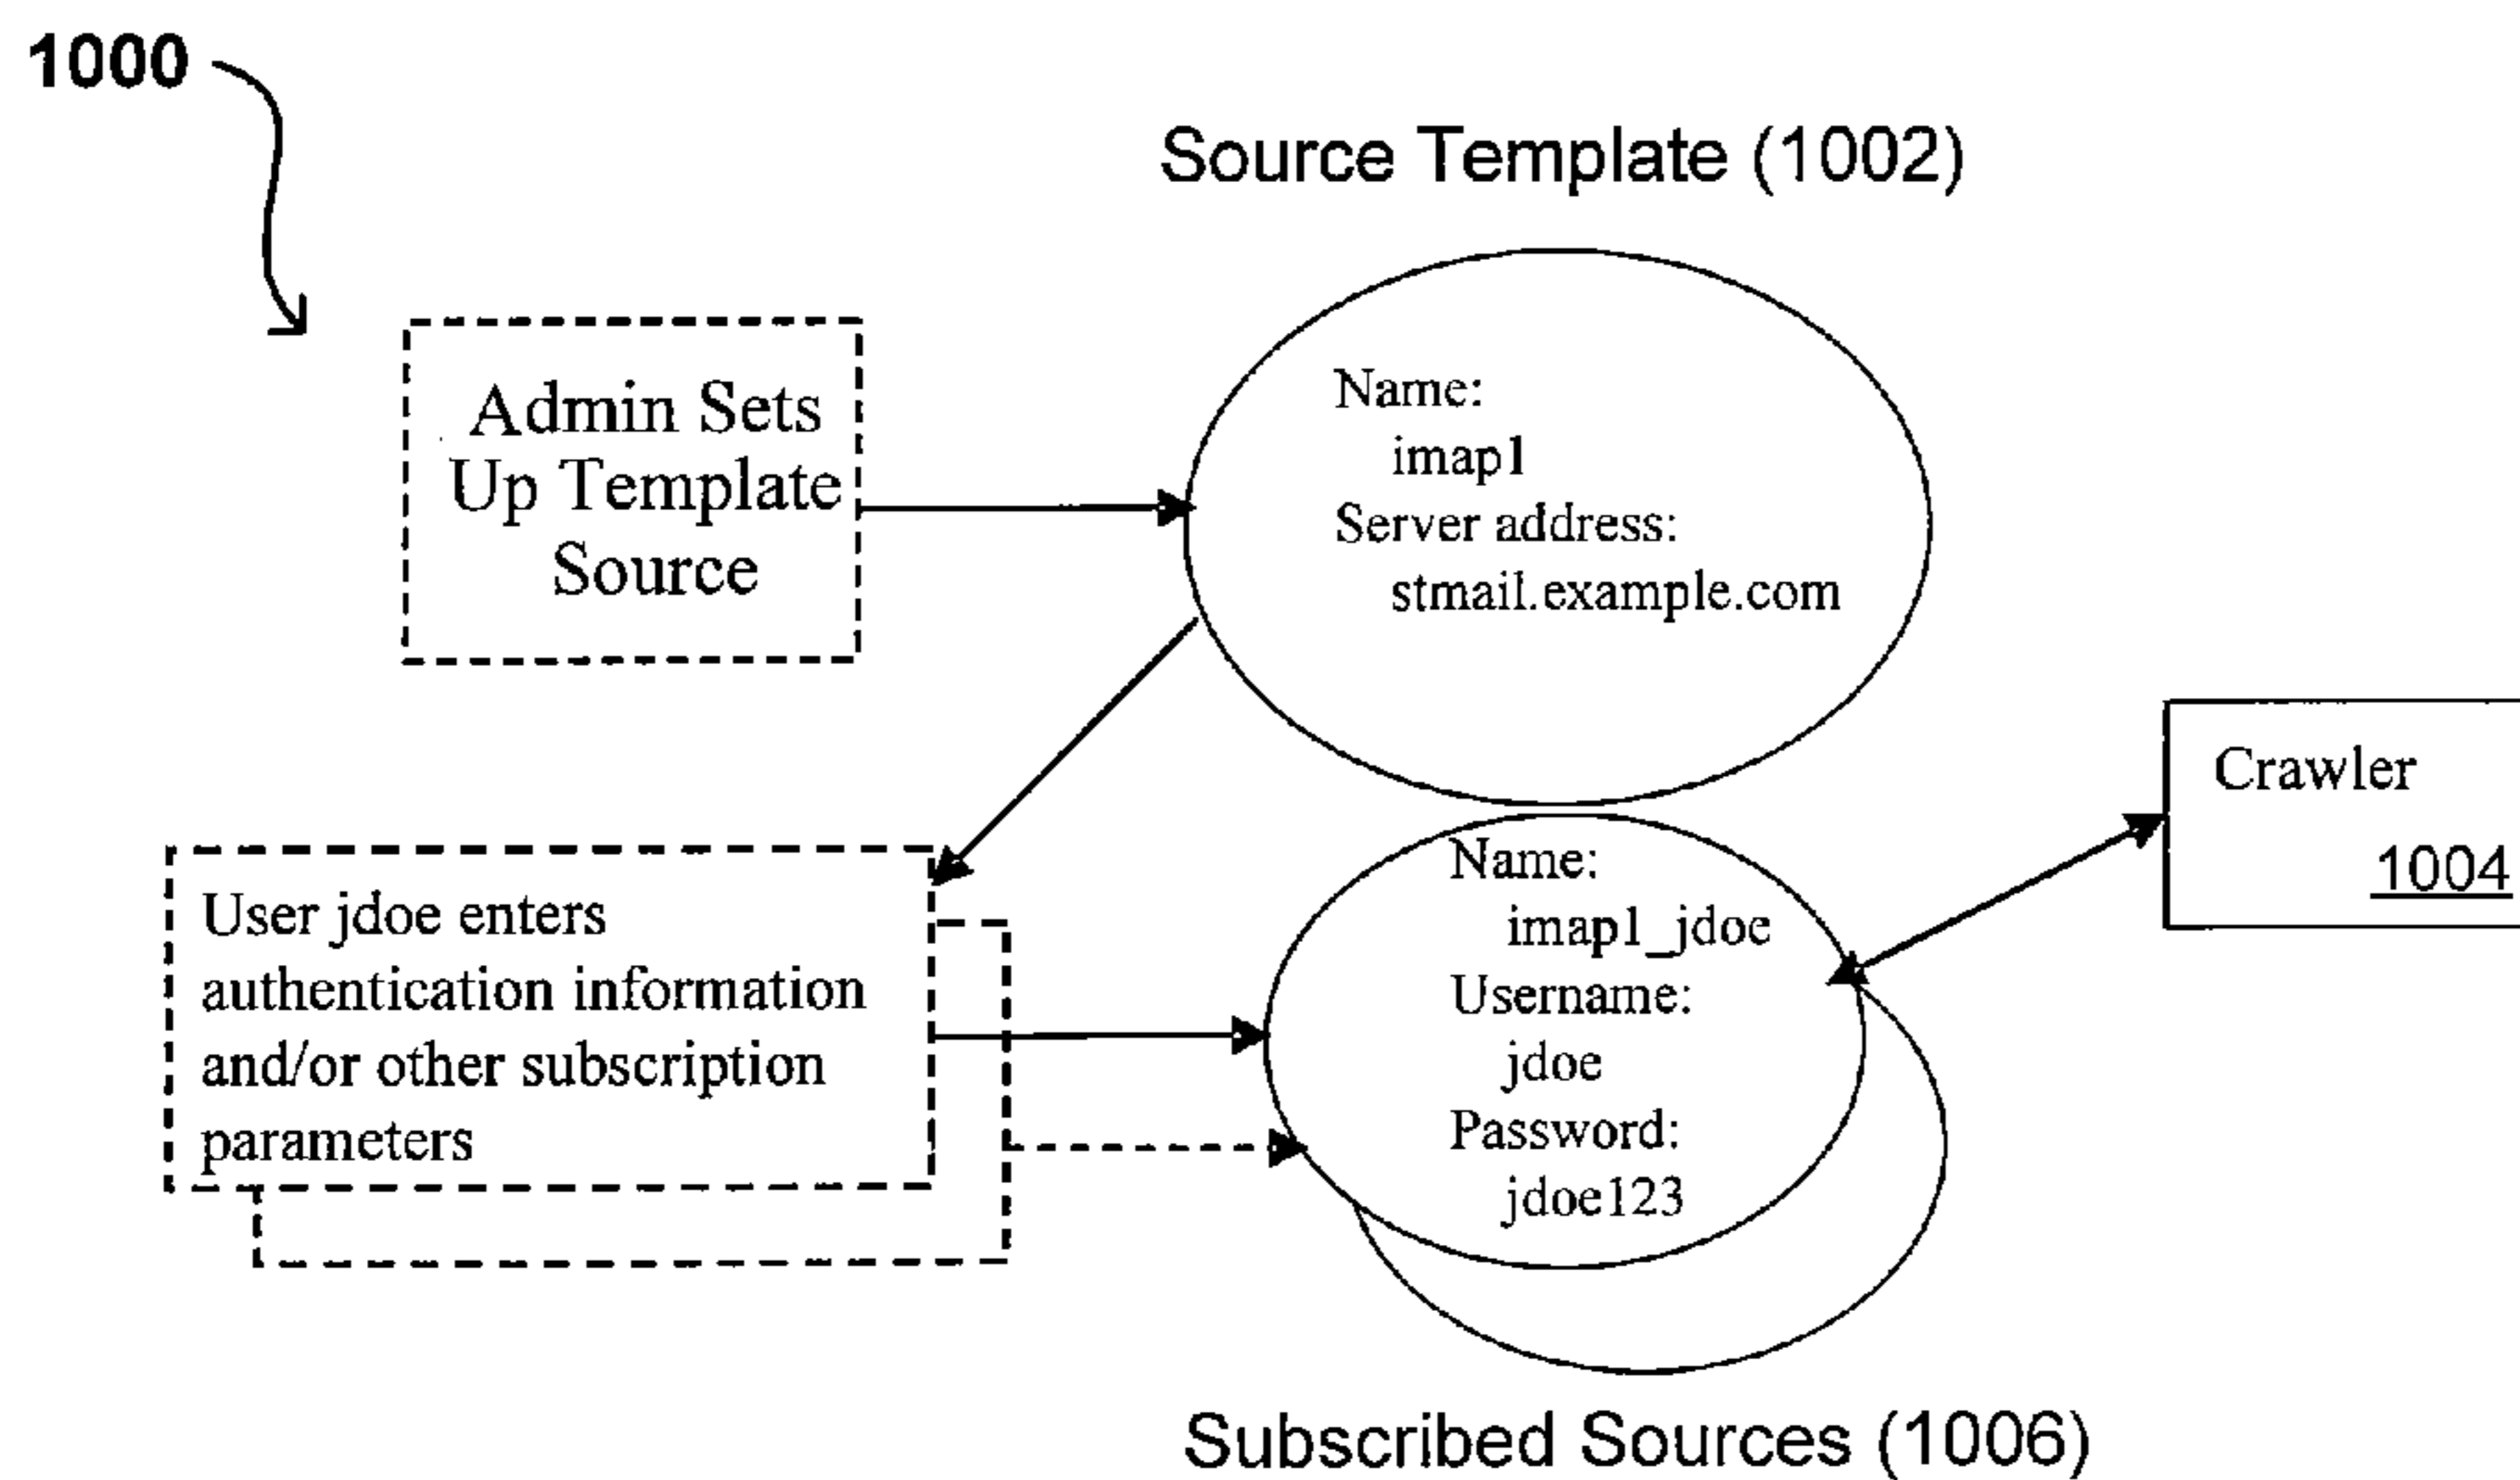 1000
Source Template (1002)
Admin Sets
Up Template
Source
Name:
imap1
Server address:
stmail.example.com
Crawler
1004
User jdoe enters
authentication information
and/or other subscription
parameters
Name:
imap1_jdoe
Username:
jdoe
Password:
jdoe123
Subscribed Sources (1006)